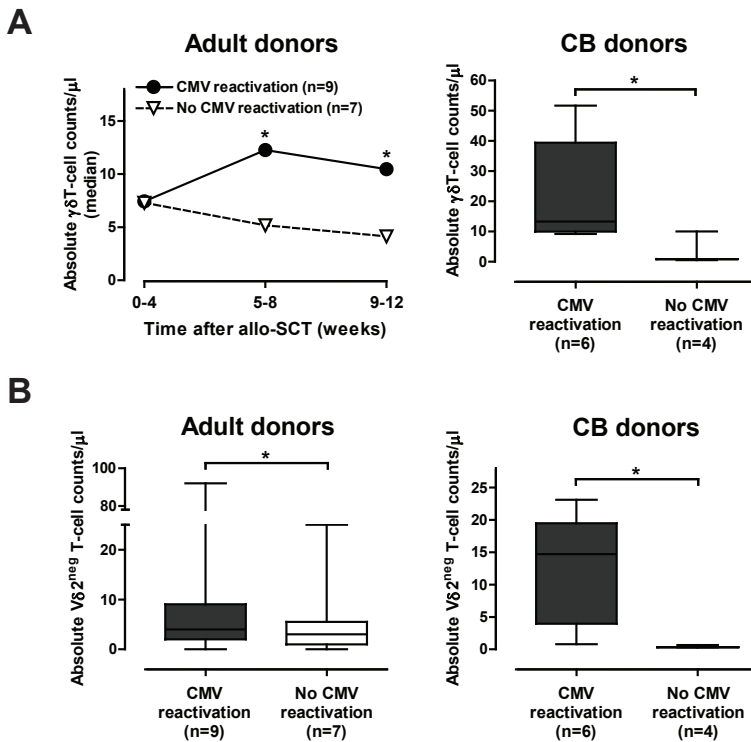 A
Adult donors
CMV reactivation (n=9)
No CMV reactivation (n=7)
Absolute γδT-cell counts/μl
(median)
15
10
5
0
*
*
0-4
5-8
9-12
Time after allo-SCT (weeks)
CB donors
Absolute γδT-cell counts/μl
60
50
40
30
20
10
0
*
CMV
reactivation
(n=6)
No CMV
reactivation
(n=4)
B
Adult donors
Absolute Vδ2neg T-cell counts/μl
100
80
20
10
0
*
CMV
reactivation
(n=9)
No CMV
reactivation
(n=7)
CB donors
Absolute Vδ2neg T-cell counts/μl
25
20
15
10
5
0
*
CMV
reactivation
(n=6)
No CMV
reactivation
(n=4)